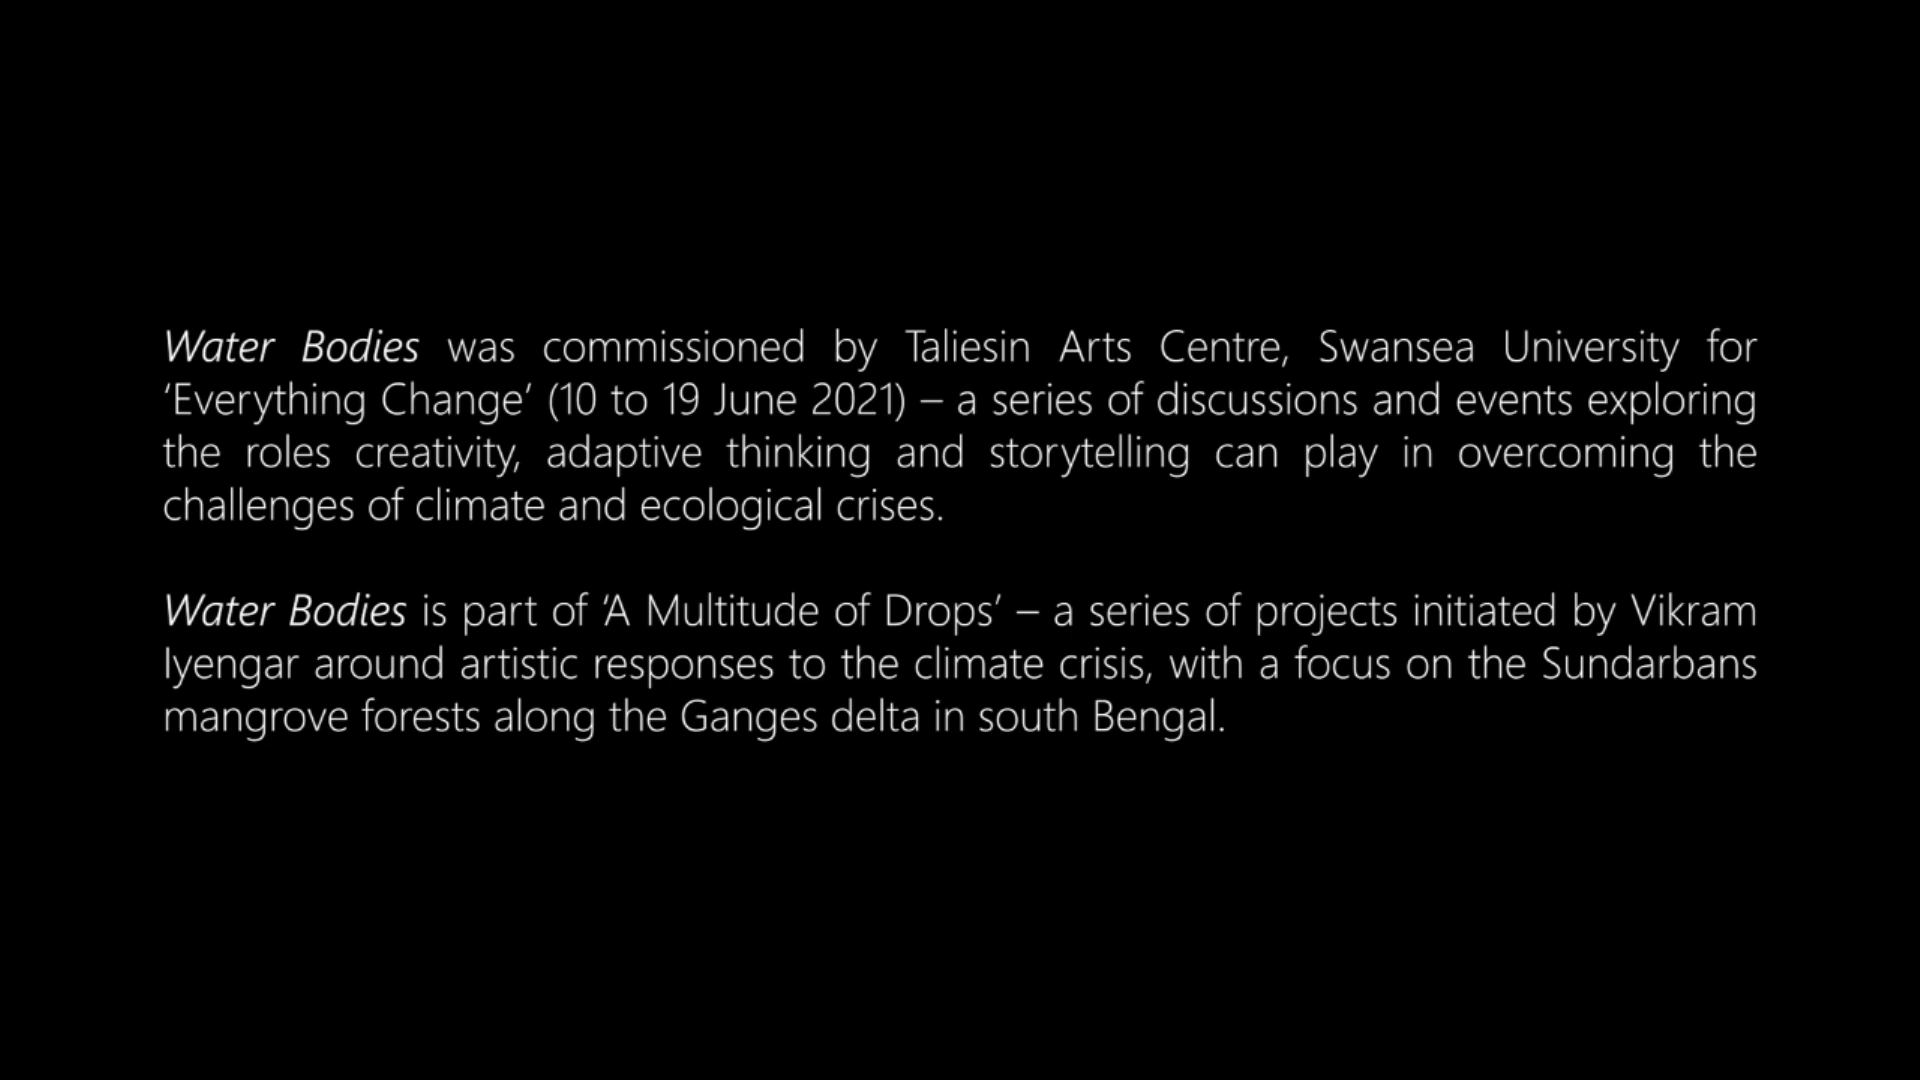 Water Bodies was commissioned by Taliesin Arts Centre, Swansea University for
‘Everything Change’ (10 to 19 June 2021) – a series of discussions and events exploring
the roles creativity, adaptive thinking and storytelling can play in overcoming the
challenges of climate and ecological crises.
Water Bodies is part of ‘A Multitude of Drops’ – a series of projects initiated by Vikram
Iyengar around artistic responses to the climate crisis, with a focus on the Sundarbans
mangrove forests along the Ganges delta in south Bengal.